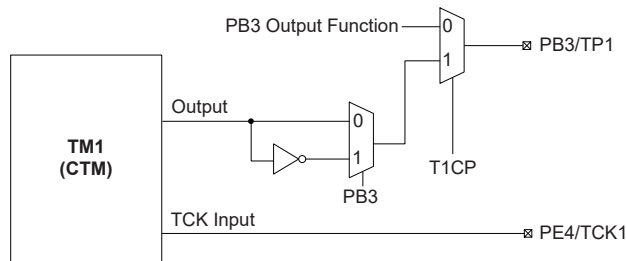 PB3 Output Function
0
PB3/TP1
1
Output
0
TM1
(CTM)
1
T1CP
PB3
TCK Input
PE4/TCK1